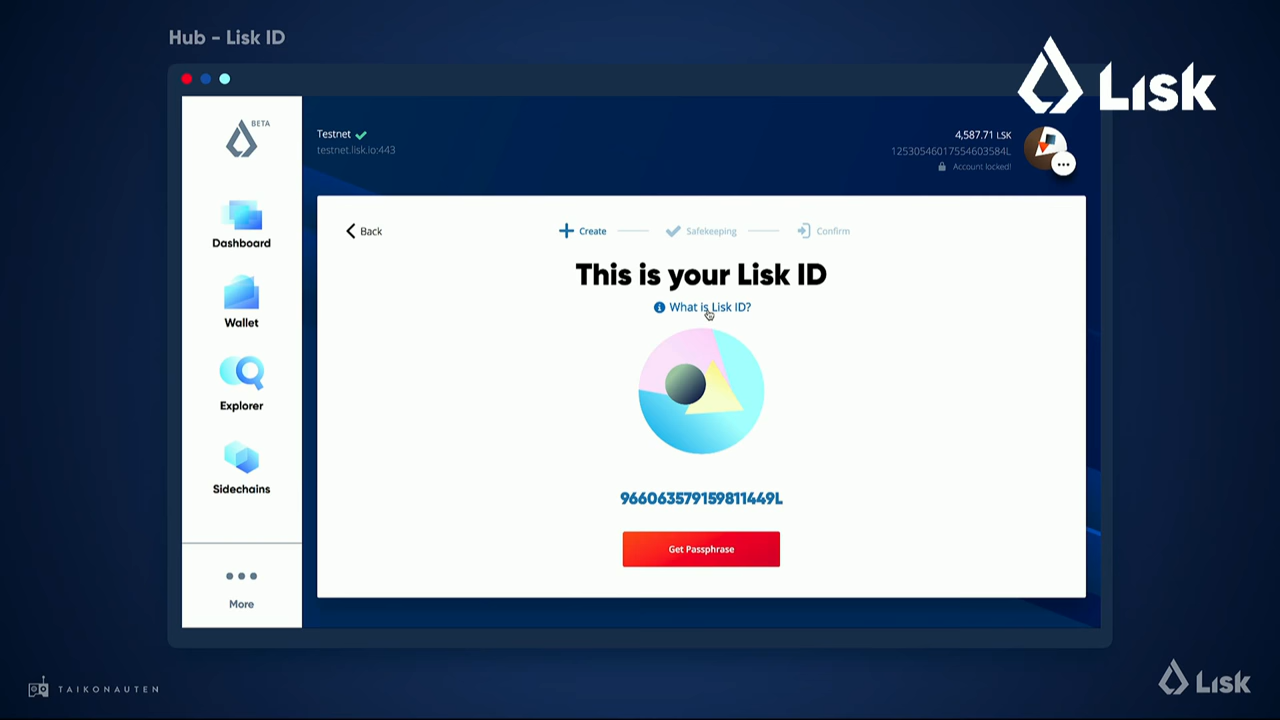 Hub - Lisk ID
Lisk
BETA
Testnet
testnet.lisk.io:443
4,587.71 LSK
12530546017554603584L
Account locked!
Dashboard
Wallet
Explorer
Sidechains
More
Back
Create
Safekeeping
Confirm
This is your Lisk ID
What is Lisk ID?
966063579159811449L
Get Passphrase
TAIKONAUTEN
Lisk